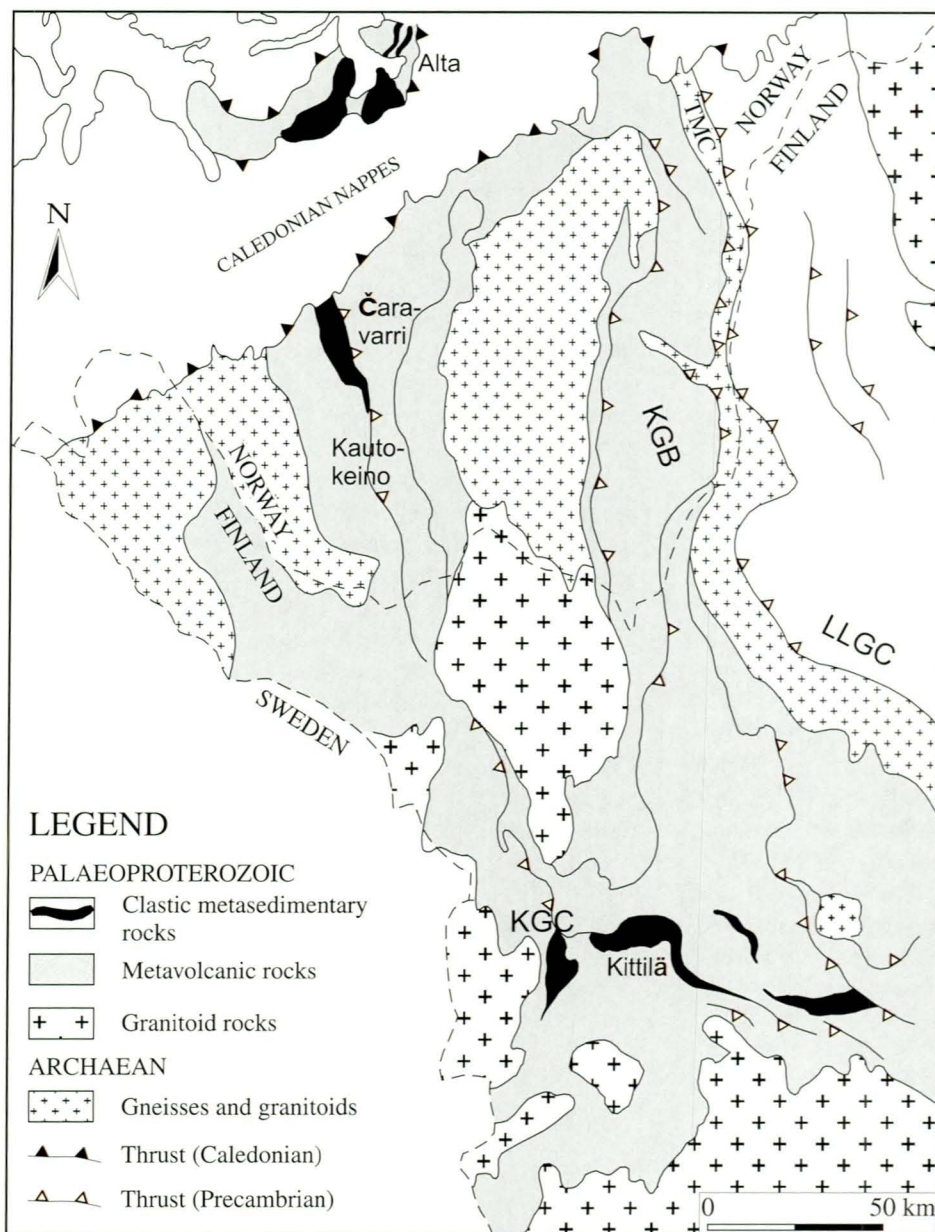 Alta
NORWAY
FINLAND
TMC
CALEDONIAN NAPPES
N
Čara-
varri
KGB
Kauto-
keino
NORWAY
FINLAND
LLGC
SWEDEN
LEGEND
PALAEOPROTEROZOIC
Clastic metasedimentary
rocks
KGC
Kittilä
Metavolcanic rocks
Granitoid rocks
ARCHAEAN
Gneisses and granitoids
Thrust (Caledonian)
Thrust (Precambrian)
0 50 km